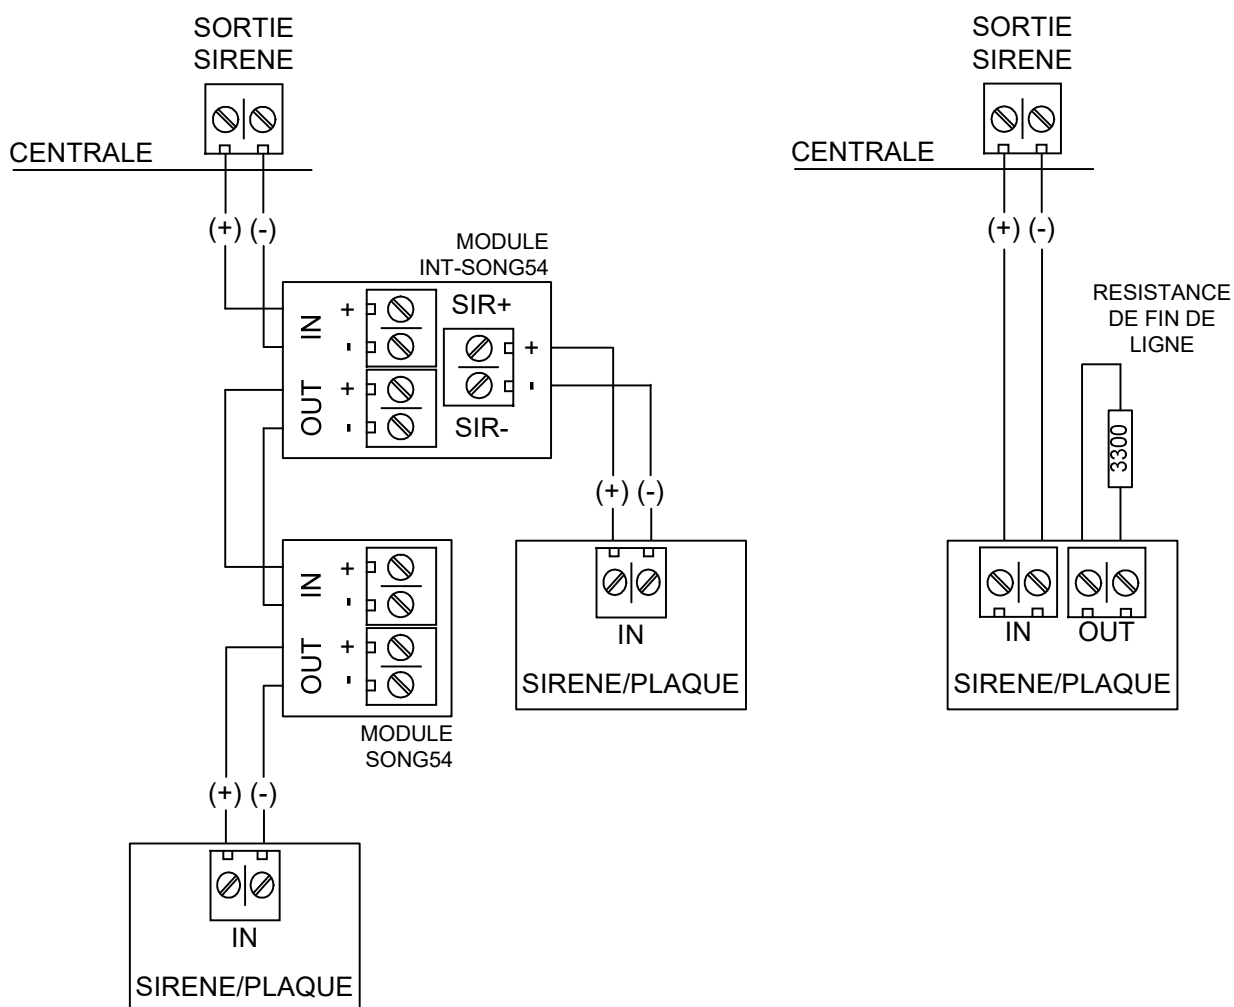 SORTIE
SIRENE
CENTRALE
(+) (-)
MODULE
INT-SONG54
IN
+
-
OUT
+
-
SIR+
+
-
SIR-
(+) (-)
IN
SIRENE/PLAQUE
IN
+
-
OUT
+
-
MODULE
SONG54
(+) (-)
IN
SIRENE/PLAQUE
SORTIE
SIRENE
CENTRALE
(+) (-)
RESISTANCE
DE FIN DE
LIGNE
3300
IN OUT
SIRENE/PLAQUE